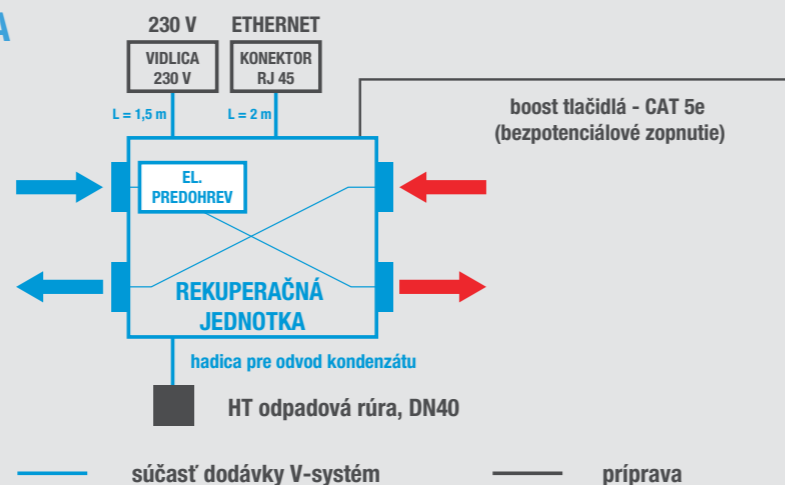 A
230 V
ETHERNET
VIDLICA
230 V
KONEKTOR
RJ 45
L = 1,5 m
L = 2 m
boost tlačidlá - CAT 5e
(bezpotenciálové zopnutie)
EL.
PREDOHREV
REKUPERAČNÁ
JEDNOTKA
hadica pre odvod kondenzátu
HT odpadová rúra, DN40
súčasť dodávky V-systém
príprava